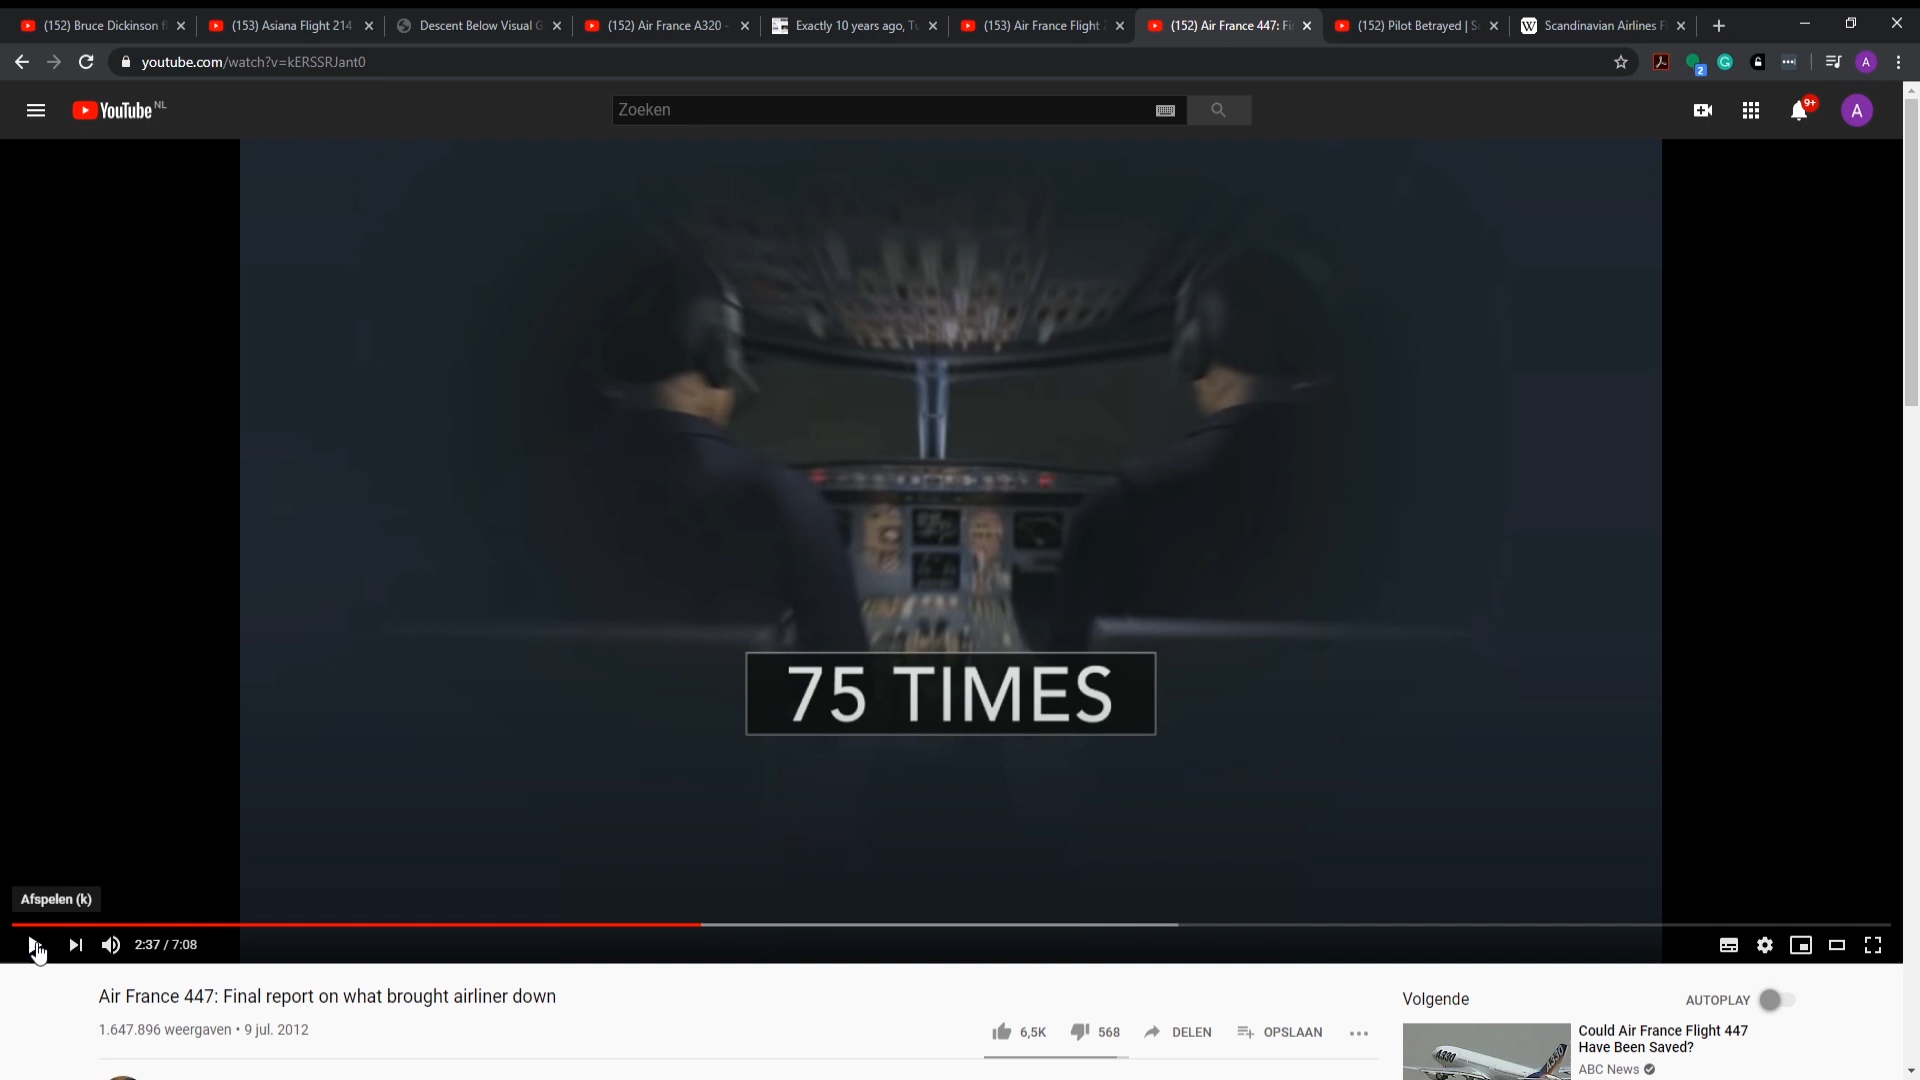 (152) Bruce Dickinson f
(153) Asiana Flight 214
Descent Below Visual G
(152) Air France A320 -
Exactly 10 years ago, Tu
(153) Air France Flight
(152) Air France 447: Fi
(152) Pilot Betrayed | S
Scandinavian Airlines F
youtube.com/watch?v=kERSSRJant0
2
YouTube NL
Zoeken
9+
A
A
75 TIMES
Afspelen (k)
2:37 / 7:08
Air France 447: Final report on what brought airliner down
1.647.896 weergaven • 9 jul. 2012
6,5K
568
DELEN
OPSLAAN
Volgende
AUTOPLAY
Could Air France Flight 447
Have Been Saved?
ABC News
A330